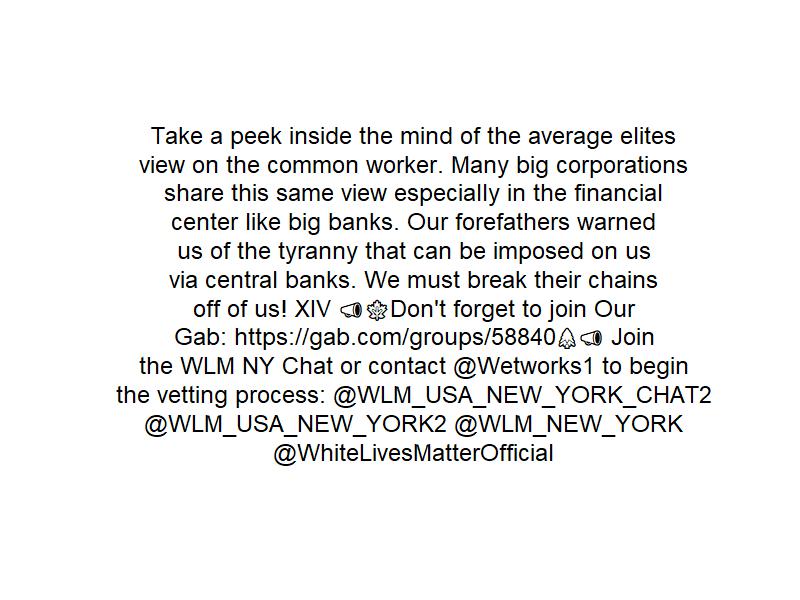 Take a peek inside the mind of the average elites
view on the common worker. Many big corporations
share this same view especially in the financial
center like big banks. Our forefathers warned
us of the tyranny that can be imposed on us
via central banks. We must break their chains
off of us! XIV 📣🍁Don't forget to join Our
Gab: https://gab.com/groups/58840🌲📣 Join
the WLM NY Chat or contact @Wetworks1 to begin
the vetting process: @WLM_USA_NEW_YORK_CHAT2
@WLM_USA_NEW_YORK2 @WLM_NEW_YORK
@WhiteLivesMatterOfficial